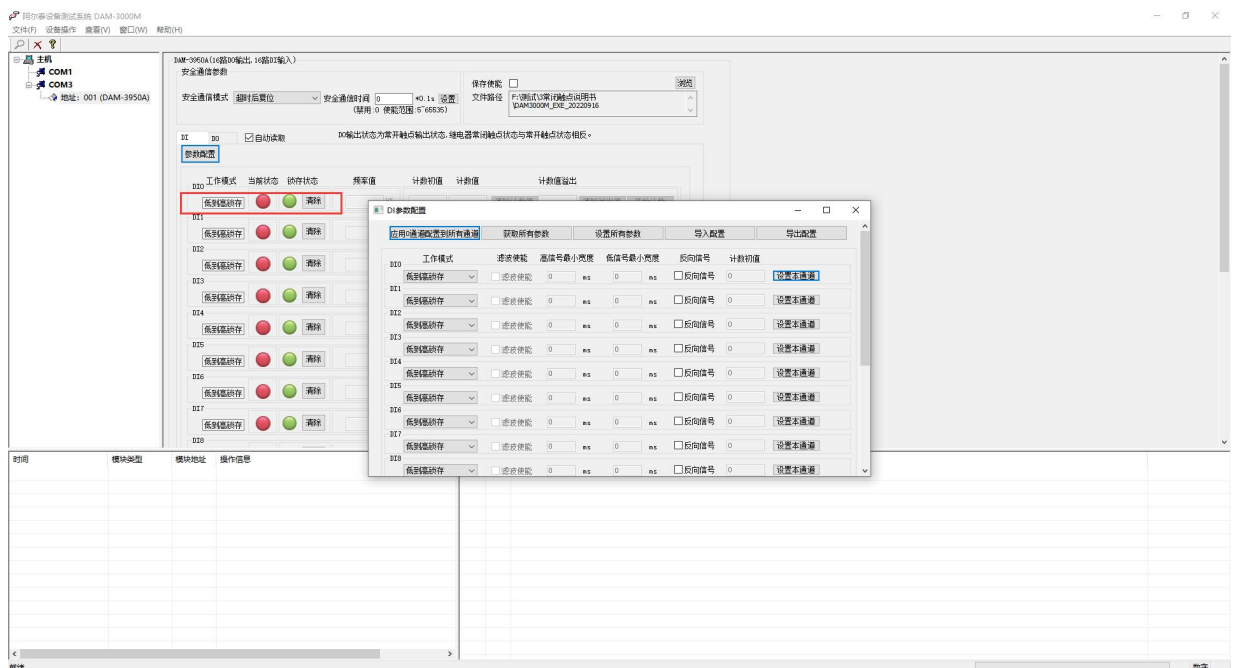 阿尔泰设备测试系统 DAM-3000M
文件(F) 设备操作 查看(V) 窗口(W) 帮助(H)
主机
COM1
COM3
地址: 001 (DAM-3950A)
DAM-3950A(16路DO输出,16路DI输入)
安全通信参数
安全通信模式 超时后复位 安全通信时间 0 *0.1s 设置
(禁用:0 使能范围:5~65535)
保存使能 浏览
文件路径 F:\测试\3常闭触点说明书
\DAM3000M_EXE_20220916
DI DO 自动读取 DO输出状态为常开触点输出状态,继电器常闭触点状态与常开触点状态相反。
参数配置
工作模式 当前状态 锁存状态 频率值 计数初值 计数值 计数值溢出
DI0
低到高锁存 清除
DI1
低到高锁存 清除
DI2
低到高锁存 清除
DI3
低到高锁存 清除
DI4
低到高锁存 清除
DI5
低到高锁存 清除
DI6
低到高锁存 清除
DI7
低到高锁存 清除
DI8
DI参数配置
应用0通道配置到所有通道 获取所有参数 设置所有参数 导入配置 导出配置
工作模式 滤波使能 高信号最小宽度 低信号最小宽度 反向信号 计数初值
DI0
低到高锁存 滤波使能 0 ms 0 ms 反向信号 0 设置本通道
DI1
低到高锁存 滤波使能 0 ms 0 ms 反向信号 0 设置本通道
DI2
低到高锁存 滤波使能 0 ms 0 ms 反向信号 0 设置本通道
DI3
低到高锁存 滤波使能 0 ms 0 ms 反向信号 0 设置本通道
DI4
低到高锁存 滤波使能 0 ms 0 ms 反向信号 0 设置本通道
DI5
低到高锁存 滤波使能 0 ms 0 ms 反向信号 0 设置本通道
DI6
低到高锁存 滤波使能 0 ms 0 ms 反向信号 0 设置本通道
DI7
低到高锁存 滤波使能 0 ms 0 ms 反向信号 0 设置本通道
DI8
低到高锁存 滤波使能 0 ms 0 ms 反向信号 0 设置本通道
时间 模块类型 模块地址 操作信息
就绪 数字